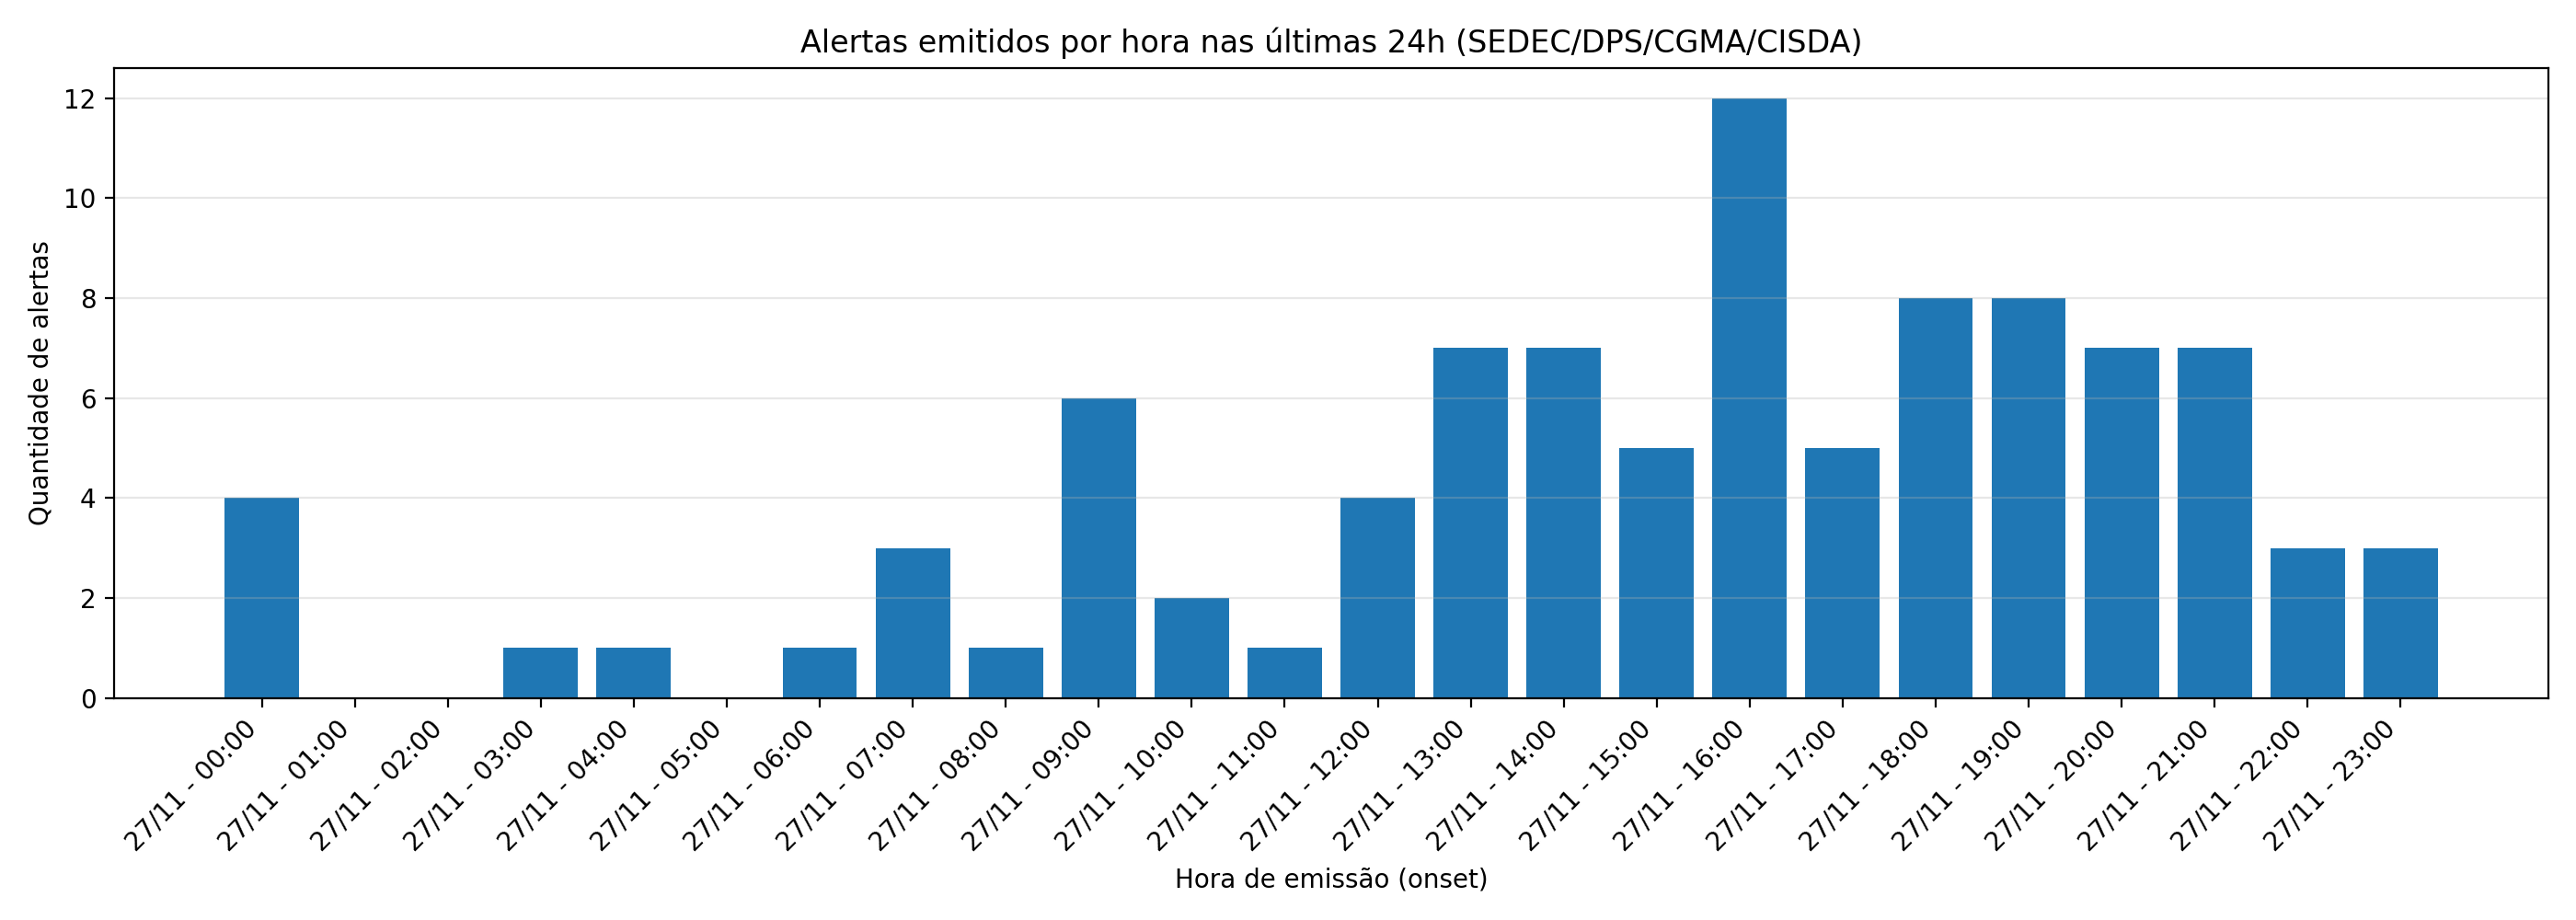 Alertas emitidos por hora nas últimas 24h (SEDEC/DPS/CGMA/CISDA)
Quantidade de alertas
12
10
8
6
4
2
0
27/11 - 00:00
27/11 - 01:00
27/11 - 02:00
27/11 - 03:00
27/11 - 04:00
27/11 - 05:00
27/11 - 06:00
27/11 - 07:00
27/11 - 08:00
27/11 - 09:00
27/11 - 10:00
27/11 - 11:00
27/11 - 12:00
27/11 - 13:00
27/11 - 14:00
27/11 - 15:00
27/11 - 16:00
27/11 - 17:00
27/11 - 18:00
27/11 - 19:00
27/11 - 20:00
27/11 - 21:00
27/11 - 22:00
27/11 - 23:00
Hora de emissão (onset)